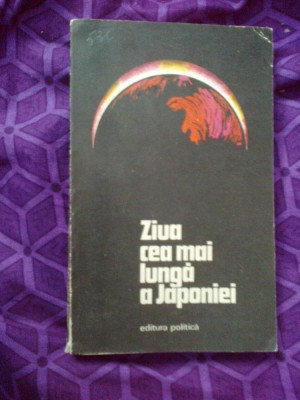 Ziua
cea mai
lungă
a Japoniei
editura politică